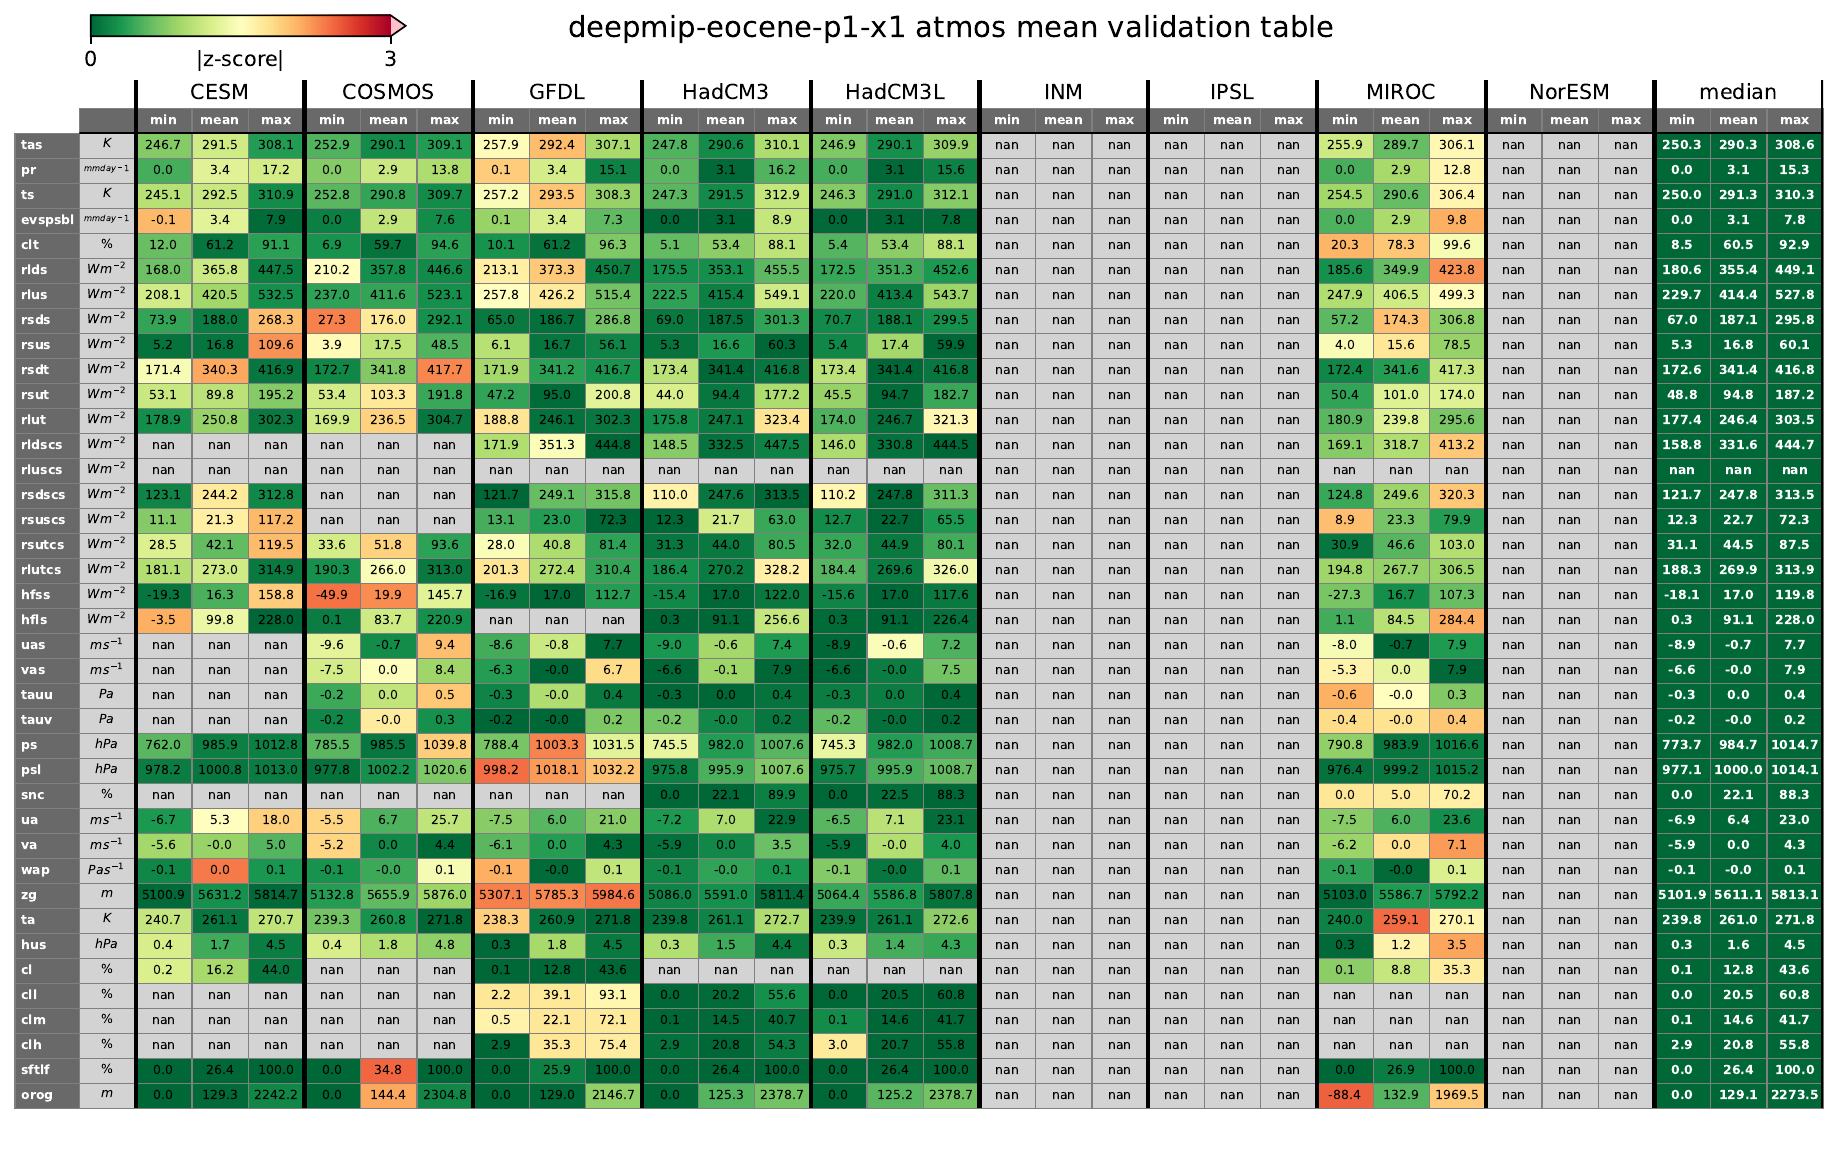 deepmip-eocene-p1-x1 atmos mean validation table
0 3
|z-score|
CESM COSMOS GFDL HadCM3 HadCM3L INM IPSL MIROC NorESM median
min mean max min mean max min mean max min mean max min mean max min mean max min mean max min mean max min mean max min mean max
tas K 246.7 291.5 308.1 252.9 290.1 309.1 257.9 292.4 307.1 247.8 290.6 310.1 246.9 290.1 309.9 nan nan nan nan nan nan 255.9 289.7 306.1 nan nan nan 250.3 290.3 308.6
pr mmday−1 0.0 3.4 17.2 0.0 2.9 13.8 0.1 3.4 15.1 0.0 3.1 16.2 0.0 3.1 15.6 nan nan nan nan nan nan 0.0 2.9 12.8 nan nan nan 0.0 3.1 15.3
ts K 245.1 292.5 310.9 252.8 290.8 309.7 257.2 293.5 308.3 247.3 291.5 312.9 246.3 291.0 312.1 nan nan nan nan nan nan 254.5 290.6 306.4 nan nan nan 250.0 291.3 310.3
evspsbl mmday−1 -0.1 3.4 7.9 0.0 2.9 7.6 0.1 3.4 7.3 0.0 3.1 8.9 0.0 3.1 7.8 nan nan nan nan nan nan 0.0 2.9 9.8 nan nan nan 0.0 3.1 7.8
clt % 12.0 61.2 91.1 6.9 59.7 94.6 10.1 61.2 96.3 5.1 53.4 88.1 5.4 53.4 88.1 nan nan nan nan nan nan 20.3 78.3 99.6 nan nan nan 8.5 60.5 92.9
rlds Wm−2 168.0 365.8 447.5 210.2 357.8 446.6 213.1 373.3 450.7 175.5 353.1 455.5 172.5 351.3 452.6 nan nan nan nan nan nan 185.6 349.9 423.8 nan nan nan 180.6 355.4 449.1
rlus Wm−2 208.1 420.5 532.5 237.0 411.6 523.1 257.8 426.2 515.4 222.5 415.4 549.1 220.0 413.4 543.7 nan nan nan nan nan nan 247.9 406.5 499.3 nan nan nan 229.7 414.4 527.8
rsds Wm−2 73.9 188.0 268.3 27.3 176.0 292.1 65.0 186.7 286.8 69.0 187.5 301.3 70.7 188.1 299.5 nan nan nan nan nan nan 57.2 174.3 306.8 nan nan nan 67.0 187.1 295.8
rsus Wm−2 5.2 16.8 109.6 3.9 17.5 48.5 6.1 16.7 56.1 5.3 16.6 60.3 5.4 17.4 59.9 nan nan nan nan nan nan 4.0 15.6 78.5 nan nan nan 5.3 16.8 60.1
rsdt Wm−2 171.4 340.3 416.9 172.7 341.8 417.7 171.9 341.2 416.7 173.4 341.4 416.8 173.4 341.4 416.8 nan nan nan nan nan nan 172.4 341.6 417.3 nan nan nan 172.6 341.4 416.8
rsut Wm−2 53.1 89.8 195.2 53.4 103.3 191.8 47.2 95.0 200.8 44.0 94.4 177.2 45.5 94.7 182.7 nan nan nan nan nan nan 50.4 101.0 174.0 nan nan nan 48.8 94.8 187.2
rlut Wm−2 178.9 250.8 302.3 169.9 236.5 304.7 188.8 246.1 302.3 175.8 247.1 323.4 174.0 246.7 321.3 nan nan nan nan nan nan 180.9 239.8 295.6 nan nan nan 177.4 246.4 303.5
rldscs Wm−2 nan nan nan nan nan nan 171.9 351.3 444.8 148.5 332.5 447.5 146.0 330.8 444.5 nan nan nan nan nan nan 169.1 318.7 413.2 nan nan nan 158.8 331.6 444.7
rluscs Wm−2 nan nan nan nan nan nan nan nan nan nan nan nan nan nan nan nan nan nan nan nan nan nan nan nan nan nan nan nan nan nan
rsdscs Wm−2 123.1 244.2 312.8 nan nan nan 121.7 249.1 315.8 110.0 247.6 313.5 110.2 247.8 311.3 nan nan nan nan nan nan 124.8 249.6 320.3 nan nan nan 121.7 247.8 313.5
rsuscs Wm−2 11.1 21.3 117.2 nan nan nan 13.1 23.0 72.3 12.3 21.7 63.0 12.7 22.7 65.5 nan nan nan nan nan nan 8.9 23.3 79.9 nan nan nan 12.3 22.7 72.3
rsutcs Wm−2 28.5 42.1 119.5 33.6 51.8 93.6 28.0 40.8 81.4 31.3 44.0 80.5 32.0 44.9 80.1 nan nan nan nan nan nan 30.9 46.6 103.0 nan nan nan 31.1 44.5 87.5
rlutcs Wm−2 181.1 273.0 314.9 190.3 266.0 313.0 201.3 272.4 310.4 186.4 270.2 328.2 184.4 269.6 326.0 nan nan nan nan nan nan 194.8 267.7 306.5 nan nan nan 188.3 269.9 313.9
hfss Wm−2 -19.3 16.3 158.8 -49.9 19.9 145.7 -16.9 17.0 112.7 -15.4 17.0 122.0 -15.6 17.0 117.6 nan nan nan nan nan nan -27.3 16.7 107.3 nan nan nan -18.1 17.0 119.8
hfls Wm−2 -3.5 99.8 228.0 0.1 83.7 220.9 nan nan nan 0.3 91.1 256.6 0.3 91.1 226.4 nan nan nan nan nan nan 1.1 84.5 284.4 nan nan nan 0.3 91.1 228.0
uas ms−1 nan nan nan -9.6 -0.7 9.4 -8.6 -0.8 7.7 -9.0 -0.6 7.4 -8.9 -0.6 7.2 nan nan nan nan nan nan -8.0 -0.7 7.9 nan nan nan -8.9 -0.7 7.7
vas ms−1 nan nan nan -7.5 0.0 8.4 -6.3 -0.0 6.7 -6.6 -0.1 7.9 -6.6 -0.0 7.5 nan nan nan nan nan nan -5.3 0.0 7.9 nan nan nan -6.6 -0.0 7.9
tauu Pa nan nan nan -0.2 0.0 0.5 -0.3 -0.0 0.4 -0.3 0.0 0.4 -0.3 0.0 0.4 nan nan nan nan nan nan -0.6 -0.0 0.3 nan nan nan -0.3 0.0 0.4
tauv Pa nan nan nan -0.2 -0.0 0.3 -0.2 -0.0 0.2 -0.2 -0.0 0.2 -0.2 -0.0 0.2 nan nan nan nan nan nan -0.4 -0.0 0.4 nan nan nan -0.2 -0.0 0.2
ps hPa 762.0 985.9 1012.8 785.5 985.5 1039.8 788.4 1003.3 1031.5 745.5 982.0 1007.6 745.3 982.0 1008.7 nan nan nan nan nan nan 790.8 983.9 1016.6 nan nan nan 773.7 984.7 1014.7
psl hPa 978.2 1000.8 1013.0 977.8 1002.2 1020.6 998.2 1018.1 1032.2 975.8 995.9 1007.6 975.7 995.9 1008.7 nan nan nan nan nan nan 976.4 999.2 1015.2 nan nan nan 977.1 1000.0 1014.1
snc % nan nan nan nan nan nan nan nan nan 0.0 22.1 89.9 0.0 22.5 88.3 nan nan nan nan nan nan 0.0 5.0 70.2 nan nan nan 0.0 22.1 88.3
ua ms−1 -6.7 5.3 18.0 -5.5 6.7 25.7 -7.5 6.0 21.0 -7.2 7.0 22.9 -6.5 7.1 23.1 nan nan nan nan nan nan -7.5 6.0 23.6 nan nan nan -6.9 6.4 23.0
va ms−1 -5.6 -0.0 5.0 -5.2 0.0 4.4 -6.1 0.0 4.3 -5.9 0.0 3.5 -5.9 -0.0 4.0 nan nan nan nan nan nan -6.2 0.0 7.1 nan nan nan -5.9 0.0 4.3
wap Pas−1 -0.1 0.0 0.1 -0.1 -0.0 0.1 -0.1 -0.0 0.1 -0.1 -0.0 0.1 -0.1 -0.0 0.1 nan nan nan nan nan nan -0.1 -0.0 0.1 nan nan nan -0.1 -0.0 0.1
zg m 5100.9 5631.2 5814.7 5132.8 5655.9 5876.0 5307.1 5785.3 5984.6 5086.0 5591.0 5811.4 5064.4 5586.8 5807.8 nan nan nan nan nan nan 5103.0 5586.7 5792.2 nan nan nan 5101.9 5611.1 5813.1
ta K 240.7 261.1 270.7 239.3 260.8 271.8 238.3 260.9 271.8 239.8 261.1 272.7 239.9 261.1 272.6 nan nan nan nan nan nan 240.0 259.1 270.1 nan nan nan 239.8 261.0 271.8
hus hPa 0.4 1.7 4.5 0.4 1.8 4.8 0.3 1.8 4.5 0.3 1.5 4.4 0.3 1.4 4.3 nan nan nan nan nan nan 0.3 1.2 3.5 nan nan nan 0.3 1.6 4.5
cl % 0.2 16.2 44.0 nan nan nan 0.1 12.8 43.6 nan nan nan nan nan nan nan nan nan nan nan nan 0.1 8.8 35.3 nan nan nan 0.1 12.8 43.6
cll % nan nan nan nan nan nan 2.2 39.1 93.1 0.0 20.2 55.6 0.0 20.5 60.8 nan nan nan nan nan nan nan nan nan nan nan nan 0.0 20.5 60.8
clm % nan nan nan nan nan nan 0.5 22.1 72.1 0.1 14.5 40.7 0.1 14.6 41.7 nan nan nan nan nan nan nan nan nan nan nan nan 0.1 14.6 41.7
clh % nan nan nan nan nan nan 2.9 35.3 75.4 2.9 20.8 54.3 3.0 20.7 55.8 nan nan nan nan nan nan nan nan nan nan nan nan 2.9 20.8 55.8
sftlf % 0.0 26.4 100.0 0.0 34.8 100.0 0.0 25.9 100.0 0.0 26.4 100.0 0.0 26.4 100.0 nan nan nan nan nan nan 0.0 26.9 100.0 nan nan nan 0.0 26.4 100.0
orog m 0.0 129.3 2242.2 0.0 144.4 2304.8 0.0 129.0 2146.7 0.0 125.3 2378.7 0.0 125.2 2378.7 nan nan nan nan nan nan -88.4 132.9 1969.5 nan nan nan 0.0 129.1 2273.5